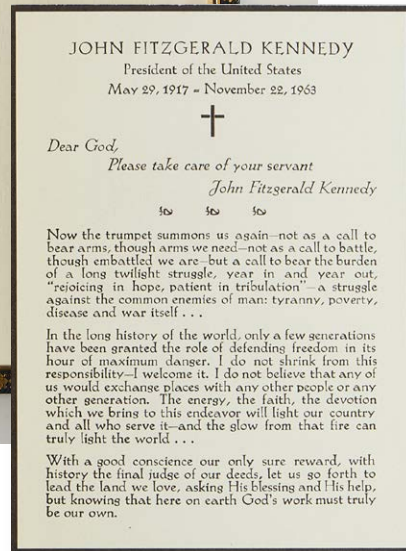 JOHN FITZGERALD KENNEDY
President of the United States
May 29, 1917 - November 22, 1963
Dear God,
Please take care of your servant
John Fitzgerald Kennedy
Now the trumpet summons us again—not as a call to
bear arms, though arms we need—not as a call to battle,
though embattled we are—but a call to bear the burden
of a long twilight struggle, year in and year out,
"rejoicing in hope, patient in tribulation"—a struggle
against the common enemies of man: tyranny, poverty,
disease and war itself . . .
In the long history of the world, only a few generations
have been granted the role of defending freedom in its
hour of maximum danger. I do not shrink from this
responsibility—I welcome it. I do not believe that any of
us would exchange places with any other people or any
other generation. The energy, the faith, the devotion
which we bring to this endeavor will light our country
and all who serve it—and the glow from that fire can
truly light the world . . .
With a good conscience our only sure reward, with
history the final judge of our deeds, let us go forth to
lead the land we love, asking His blessing and His help,
but knowing that here on earth God's work must truly
be our own.